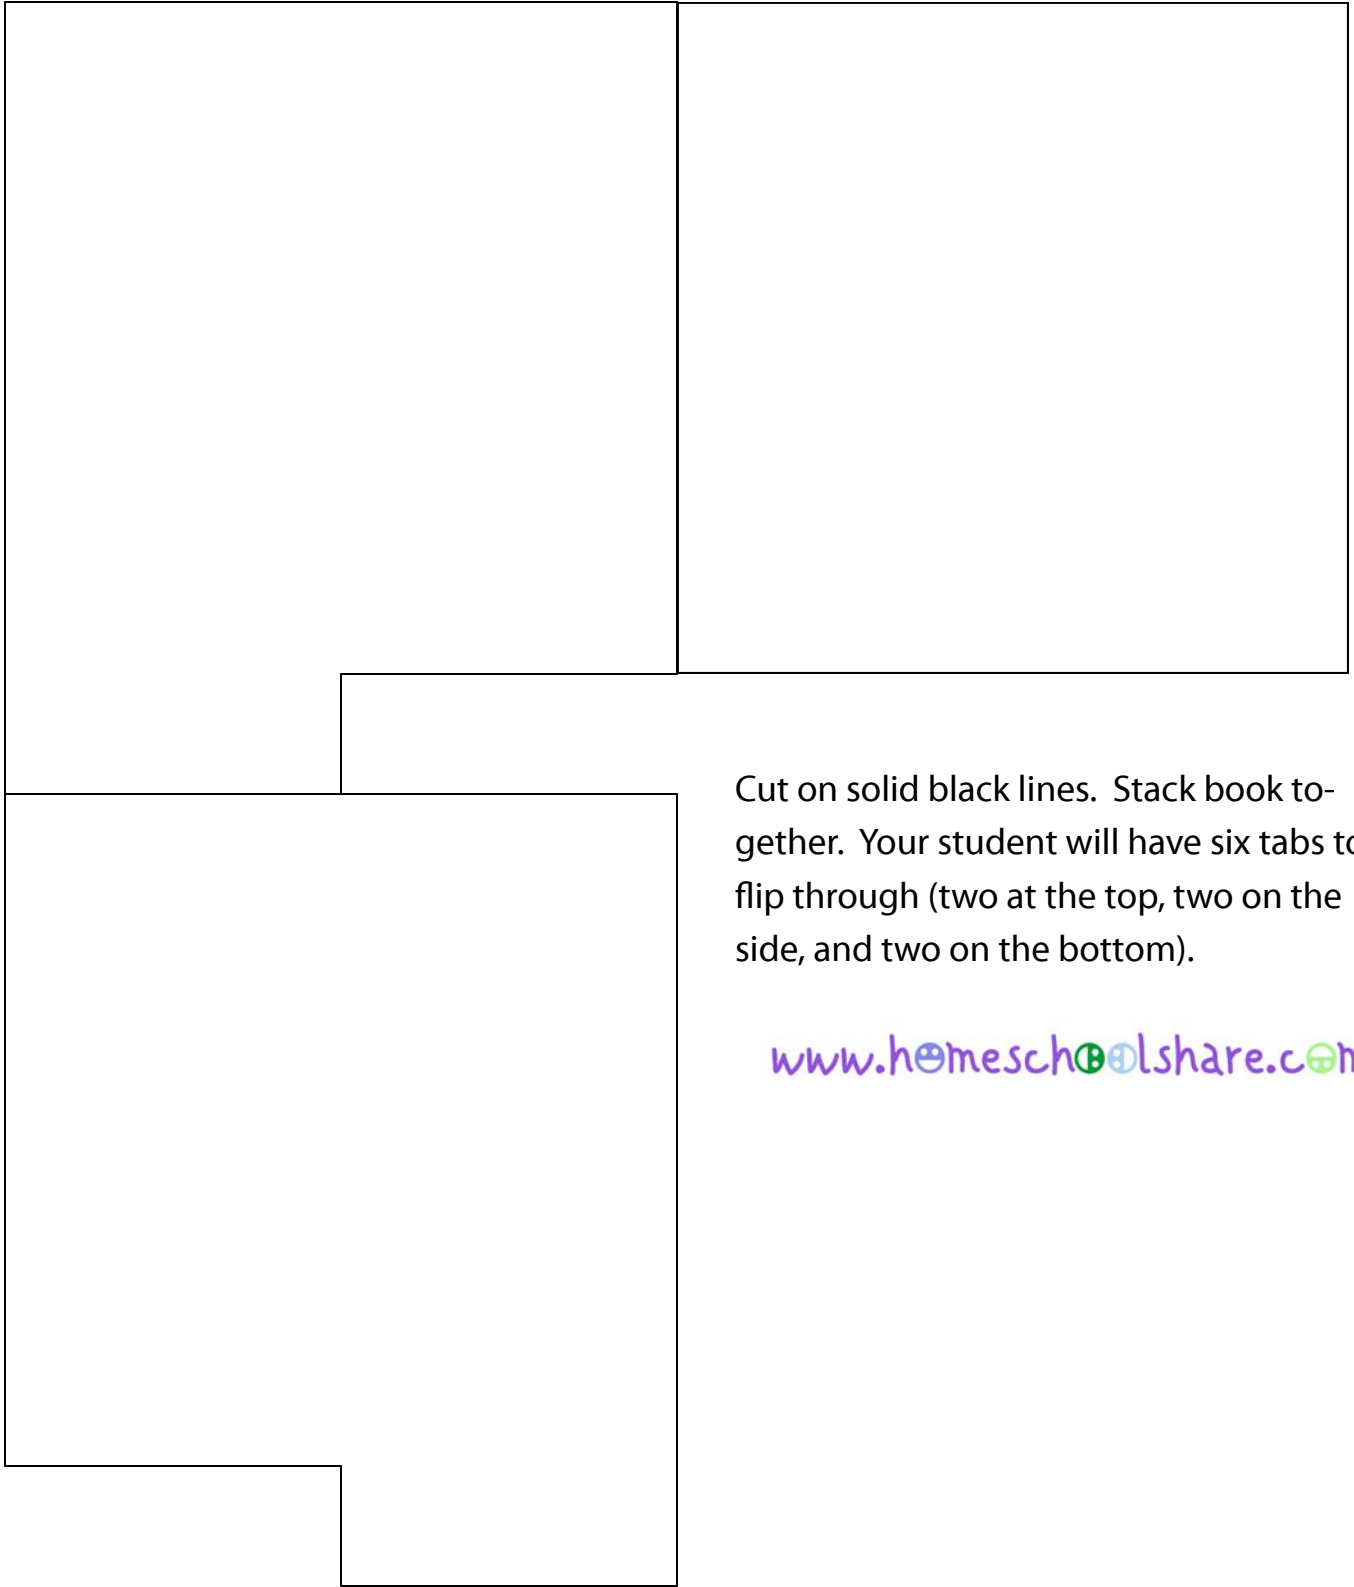 Cut on solid black lines.  Stack book to-
gether.  Your student will have six tabs to
flip through (two at the top, two on the
side, and two on the bottom).
www.homeschoolshare.com